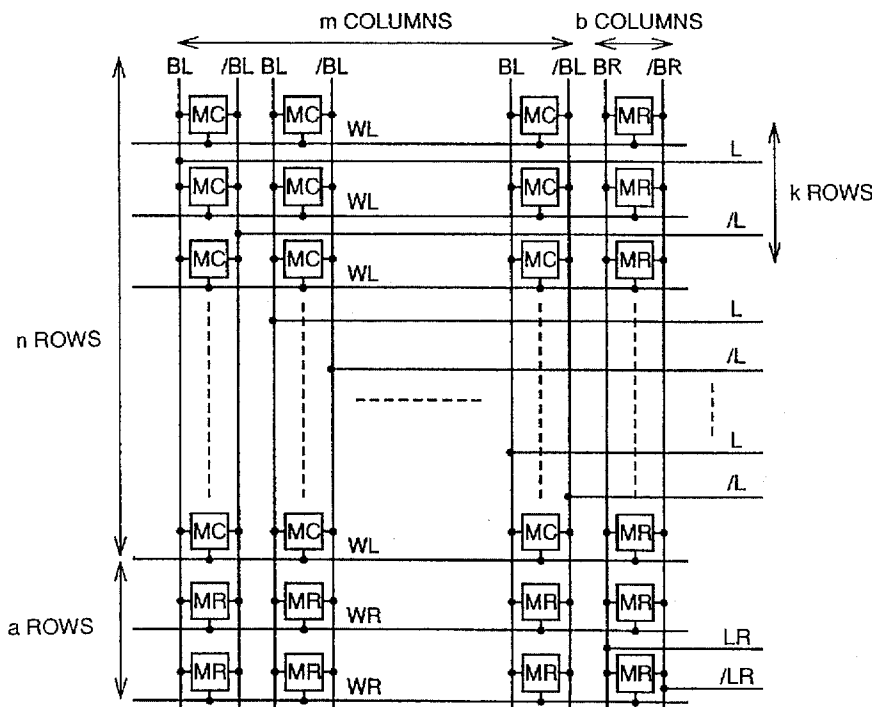 m COLUMNS b COLUMNS
BL /BL BL /BL BL /BL BR /BR
MC MC MC MR
WL
L
MC MC MC MR
k ROWS
WL
/L
MC MC MC MR
WL
L
n ROWS
/L
L
/L
MC MC MC MR
WL
MR MR MR MR
a ROWS
WR
LR
MR MR MR MR
/LR
WR